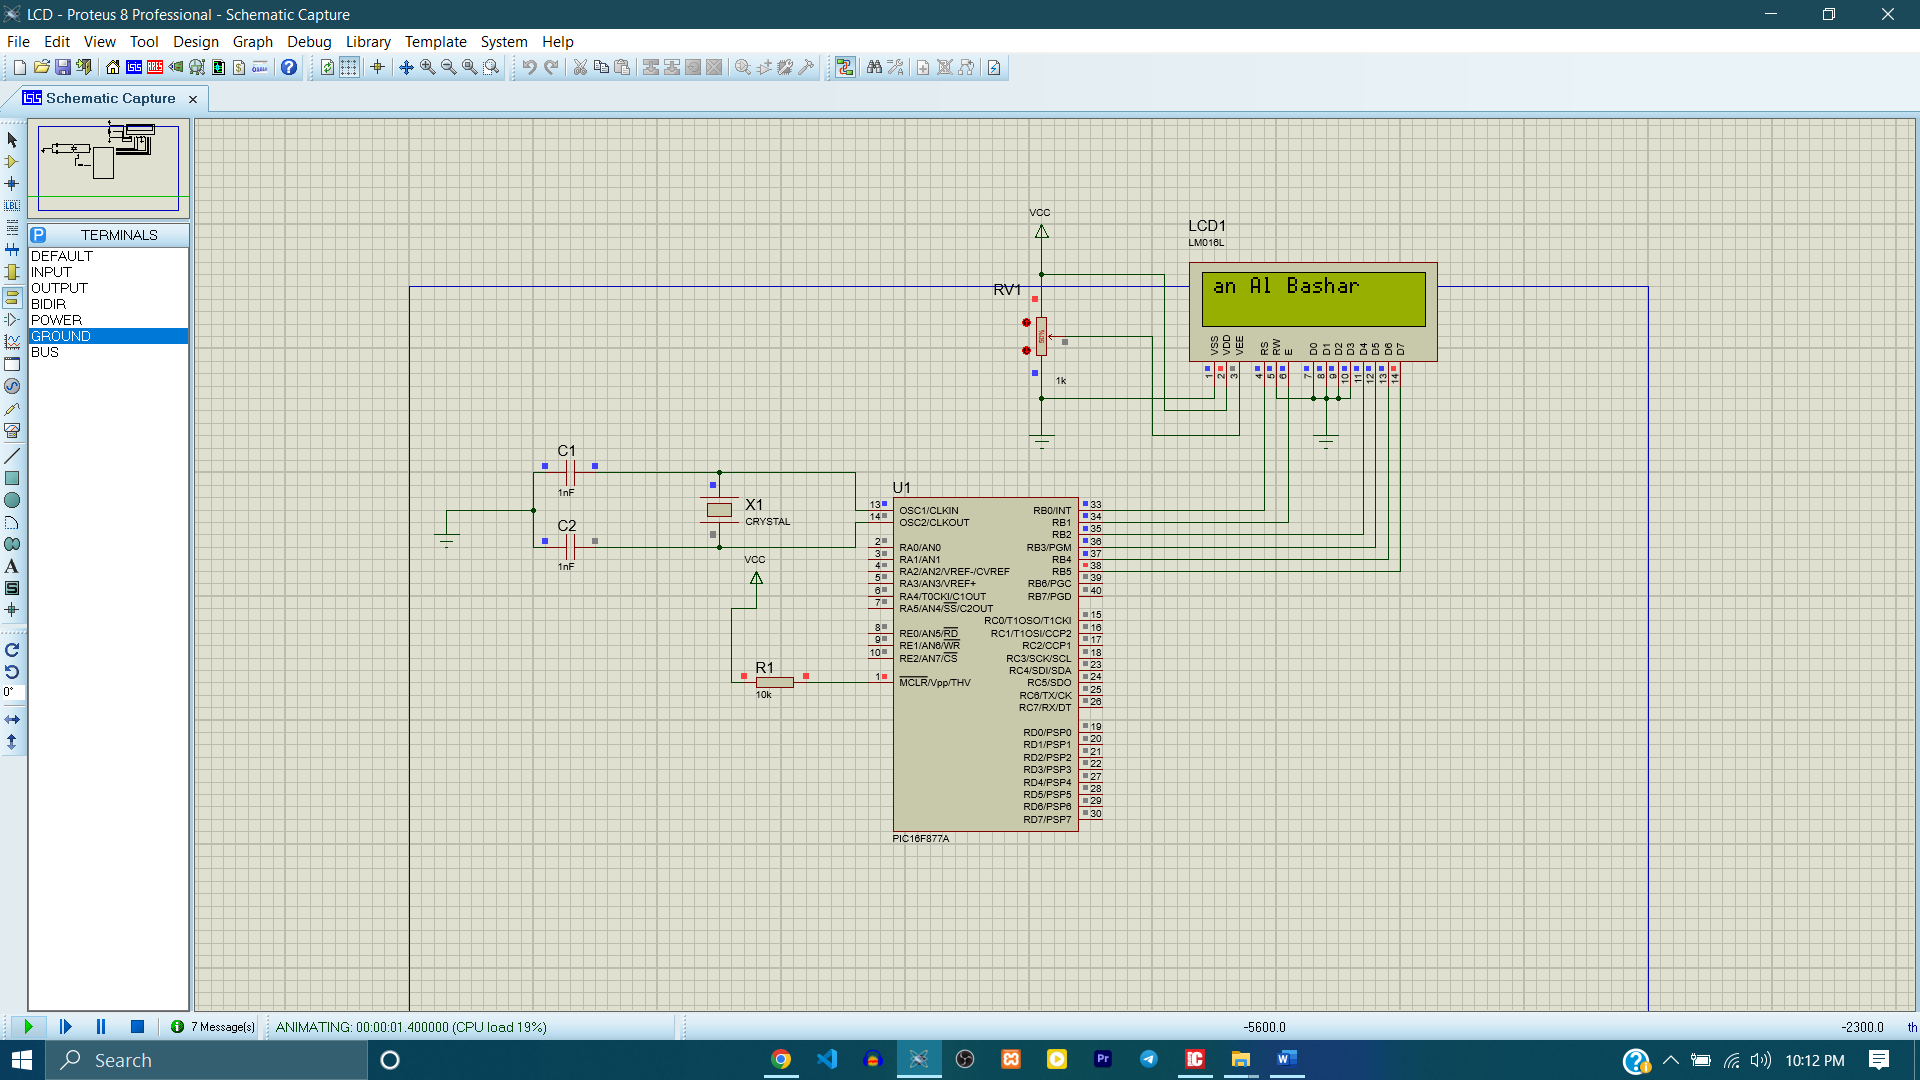 LCD - Proteus 8 Professional - Schematic Capture
File Edit View Tool Design Graph Debug Library Template System Help
Schematic Capture
TERMINALS
DEFAULT
INPUT
OUTPUT
BIDIR
POWER
GROUND
BUS
LBL
0°
VCC
LCD1
LM016L
an Al Bashar
RV1
50%
1k
VSS VDD VEE RS RW E D0 D1 D2 D3 D4 D5 D6 D7
1 2 3 4 5 6 7 8 9 10 11 12 13 14
C1
1nF
C2
1nF
X1
CRYSTAL
VCC
R1
10k
U1
13 OSC1/CLKIN RB0/INT 33
14 OSC2/CLKOUT RB1 34
RB2 35
2 RA0/AN0 RB3/PGM 36
3 RA1/AN1 RB4 37
4 RA2/AN2/VREF-/CVREF RB5 38
5 RA3/AN3/VREF+ RB6/PGC 39
6 RA4/T0CKI/C1OUT RB7/PGD 40
7 RA5/AN4/SS/C2OUT
RC0/T1OSO/T1CKI 15
8 RE0/AN5/RD RC1/T1OSI/CCP2 16
9 RE1/AN6/WR RC2/CCP1 17
10 RE2/AN7/CS RC3/SCK/SCL 18
RC4/SDI/SDA 23
1 MCLR/Vpp/THV RC5/SDO 24
RC6/TX/CK 25
RC7/RX/DT 26
RD0/PSP0 19
RD1/PSP1 20
RD2/PSP2 21
RD3/PSP3 22
RD4/PSP4 27
RD5/PSP5 28
RD6/PSP6 29
RD7/PSP7 30
PIC16F877A
7 Message(s) ANIMATING: 00:00:01.400000 (CPU load 19%) -5600.0 -2300.0 th
Search 10:12 PM